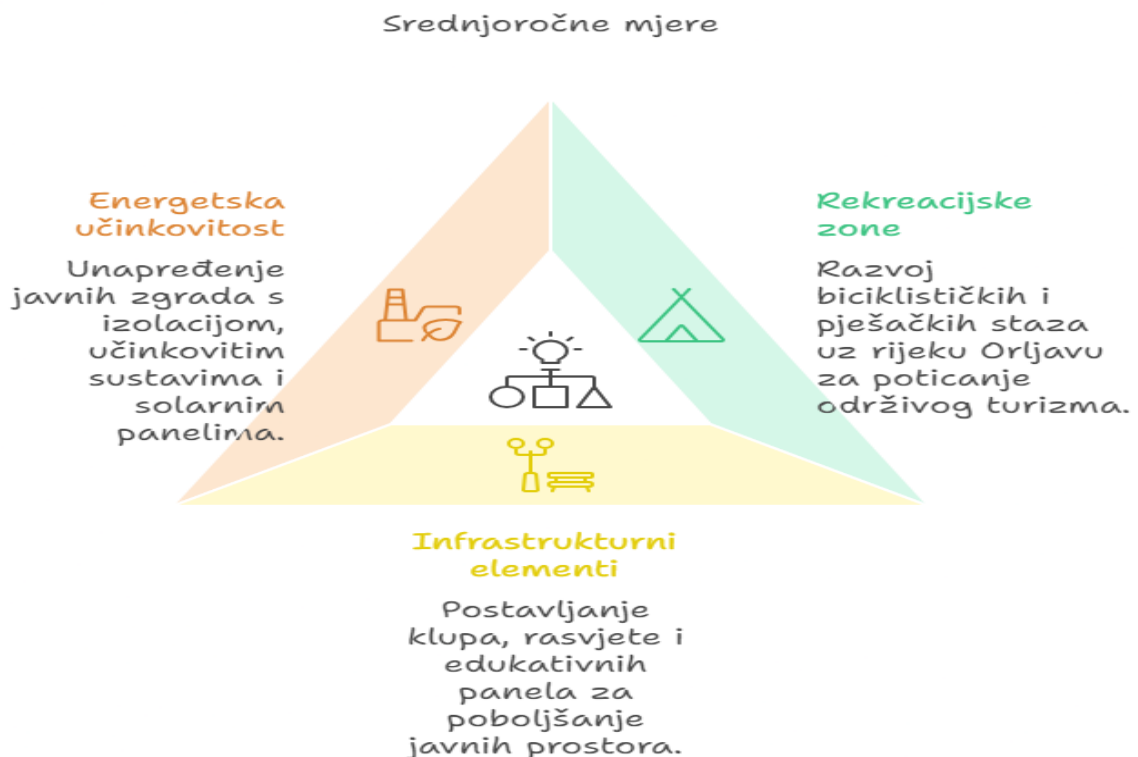 Srednjoročne mjere
Energetska
učinkovitost
Unapređenje
javnih zgrada s
izolacijom,
učinkovitim
sustavima i
solarnim
panelima.
Rekreacijske
zone
Razvoj
biciklističkih i
pješačkih staza
uz rijeku Orljavu
za poticanje
održivog turizma.
Infrastrukturni
elementi
Postavljanje
klupa, rasvjete i
edukativnih
panela za
poboljšanje
javnih prostora.